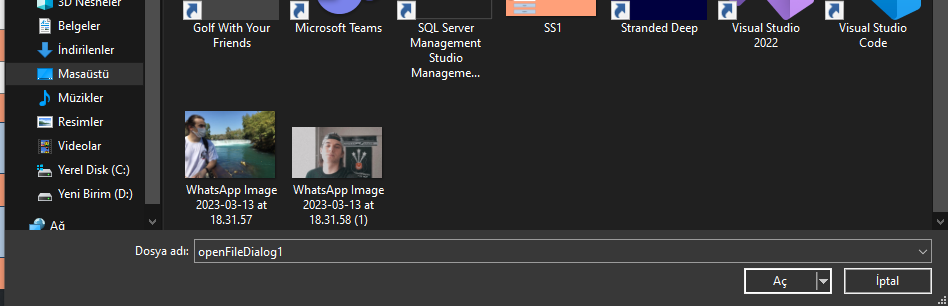 3D Nesneler
Belgeler
İndirilenler
Masaüstü
Müzikler
Resimler
Videolar
Yerel Disk (C:)
Yeni Birim (D:)
Ağ
Golf With Your
Friends
Microsoft Teams
SQL Server
Management
Studio
Manageme...
SS1
Stranded Deep
Visual Studio
2022
Visual Studio
Code
WhatsApp Image
2023-03-13 at
18.31.57
WhatsApp Image
2023-03-13 at
18.31.58 (1)
Dosya adı:
openFileDialog1
Aç
İptal